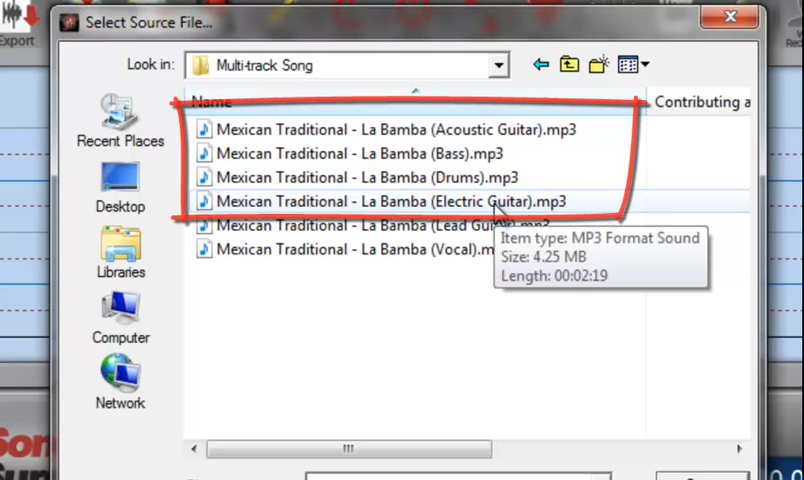 Export
Select Source File...
Look in:
Multi-track Song
Name
Contributing a
Recent Places
Desktop
Libraries
Computer
Network
Mexican Traditional - La Bamba (Acoustic Guitar).mp3
Mexican Traditional - La Bamba (Bass).mp3
Mexican Traditional - La Bamba (Drums).mp3
Mexican Traditional - La Bamba (Electric Guitar).mp3
Mexican Traditional - La Bamba (Lead Guitar).mp3
Mexican Traditional - La Bamba (Vocal).m
Item type: MP3 Format Sound
Size: 4.25 MB
Length: 00:02:19